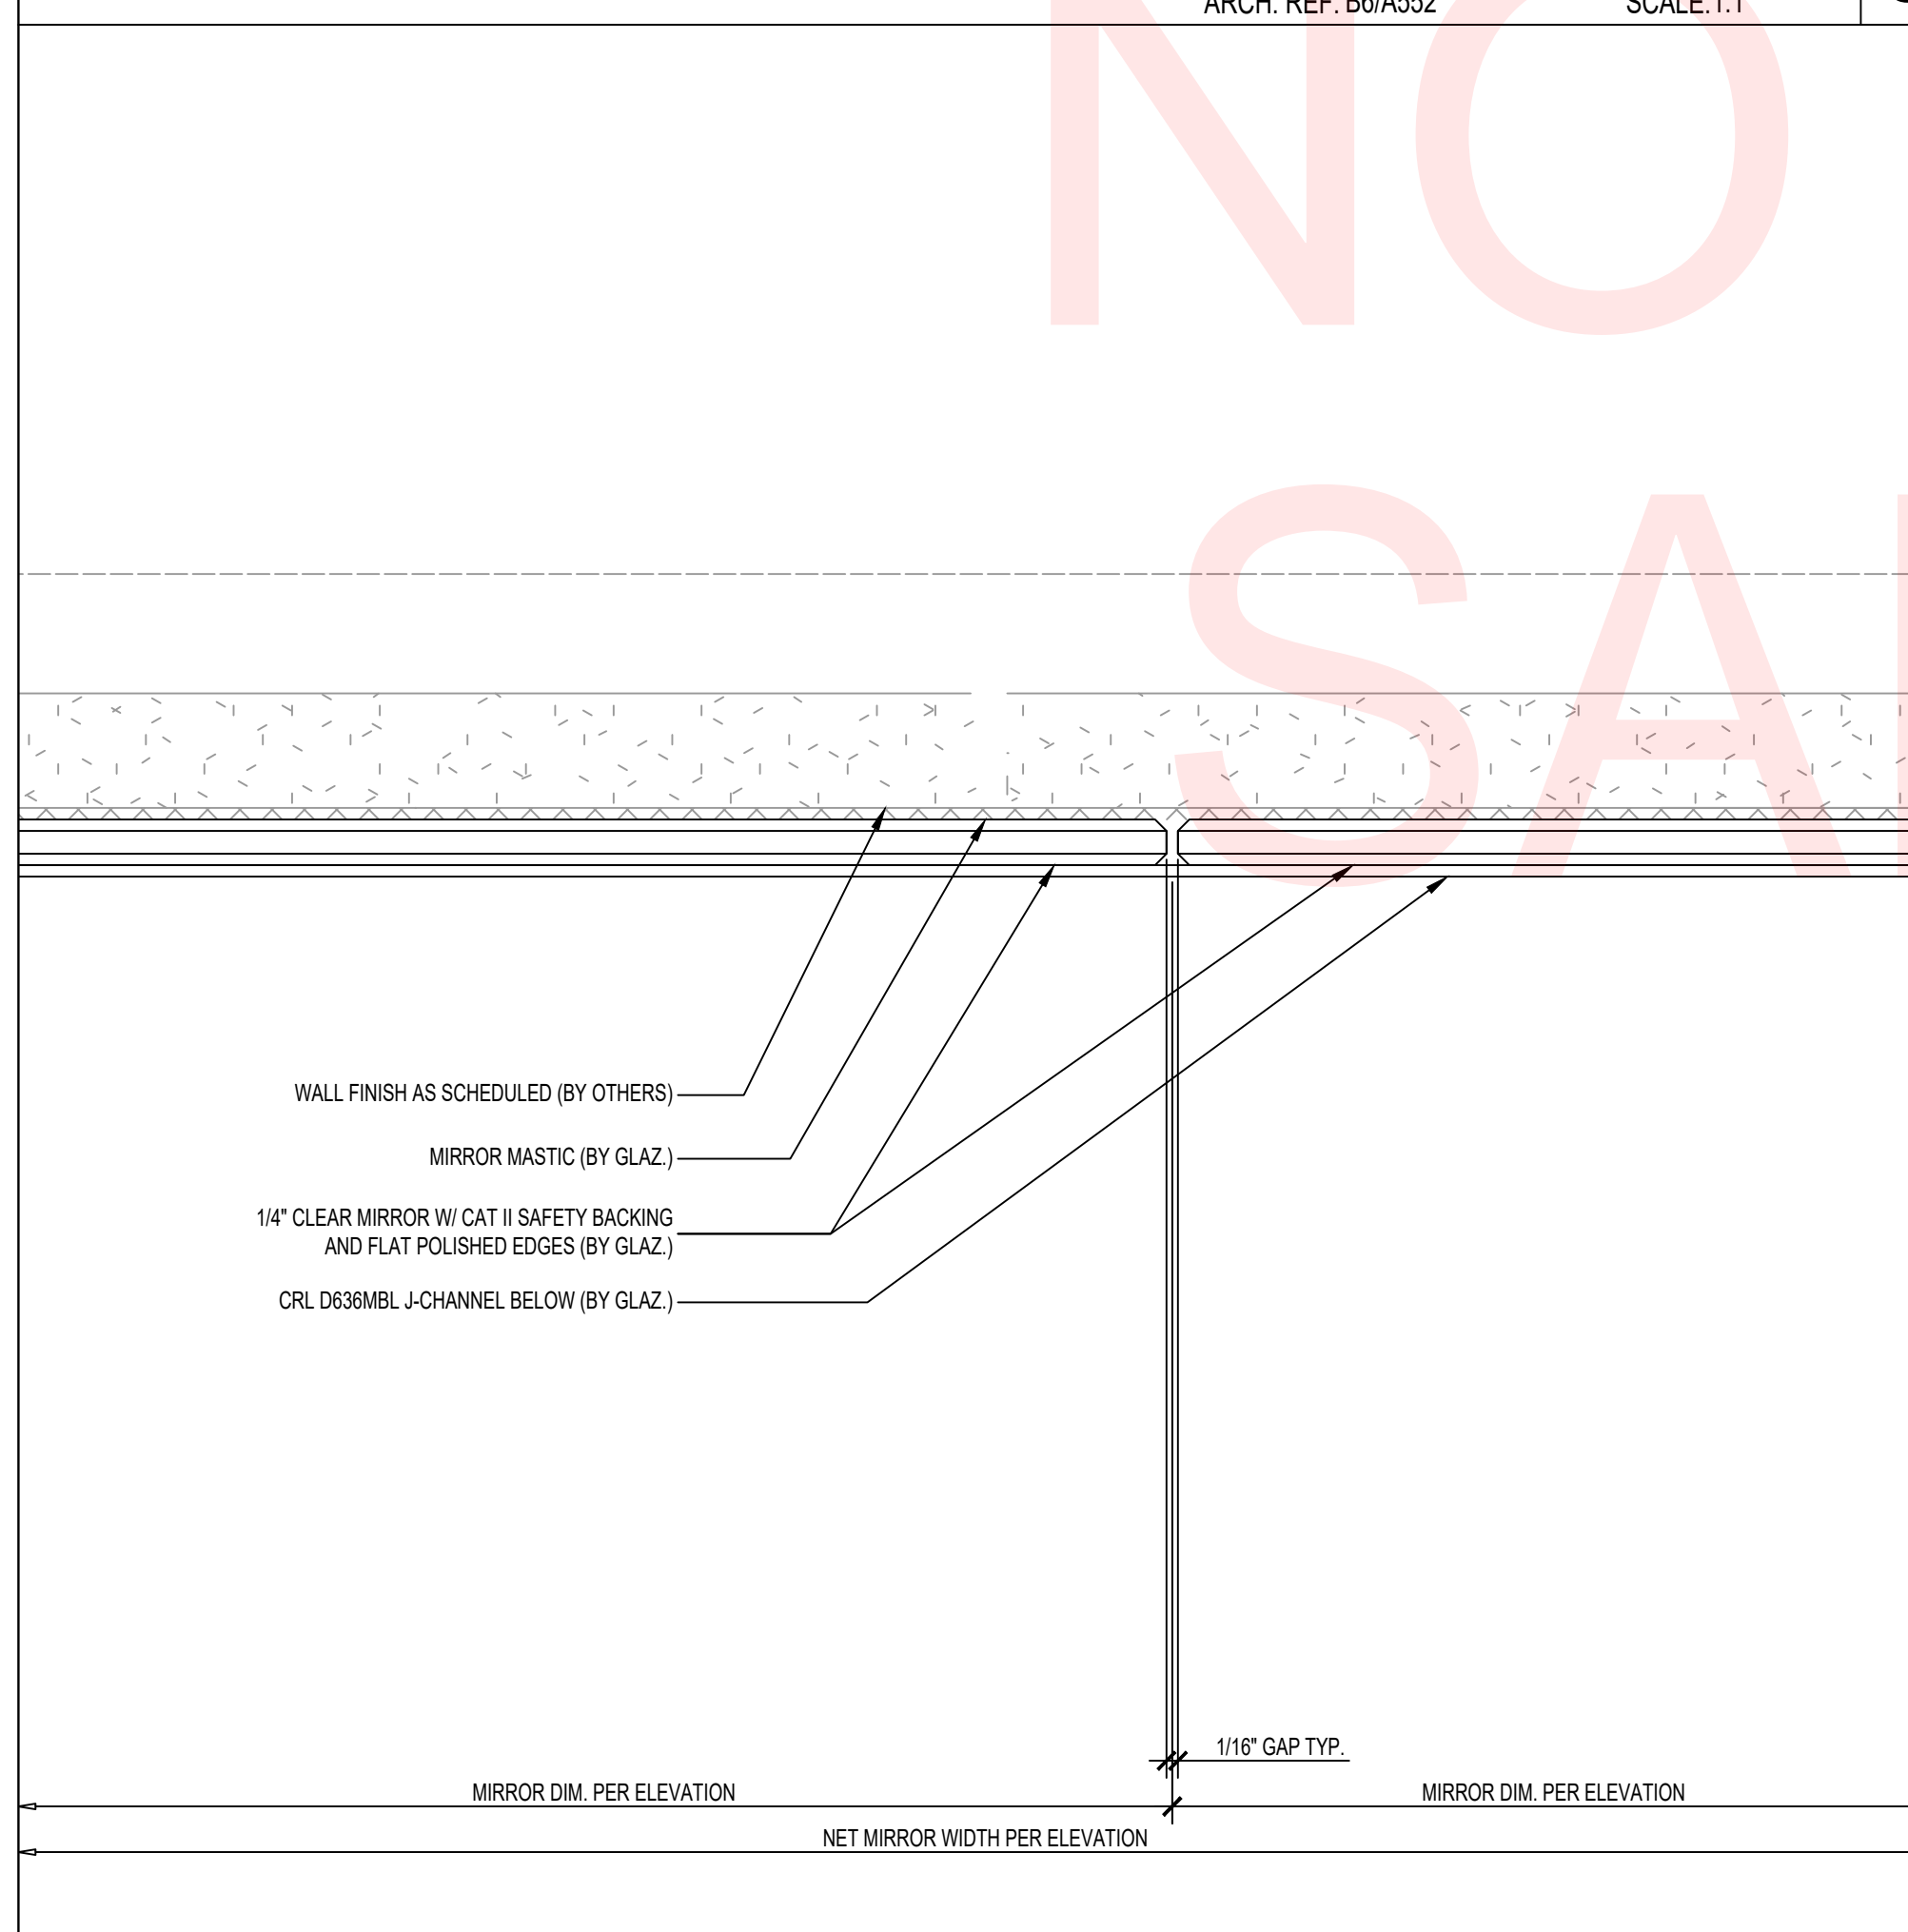 ARCH. REF: B6/A552 SCALE:1:1
NO
WALL FINISH AS SCHEDULED (BY OTHERS)
MIRROR MASTIC (BY GLAZ.)
1/4" CLEAR MIRROR W/ CAT II SAFETY BACKING
AND FLAT POLISHED EDGES (BY GLAZ.)
CRL D636MBL J-CHANNEL BELOW (BY GLAZ.)
1/16" GAP TYP.
MIRROR DIM. PER ELEVATION MIRROR DIM. PER ELEVATION
NET MIRROR WIDTH PER ELEVATION